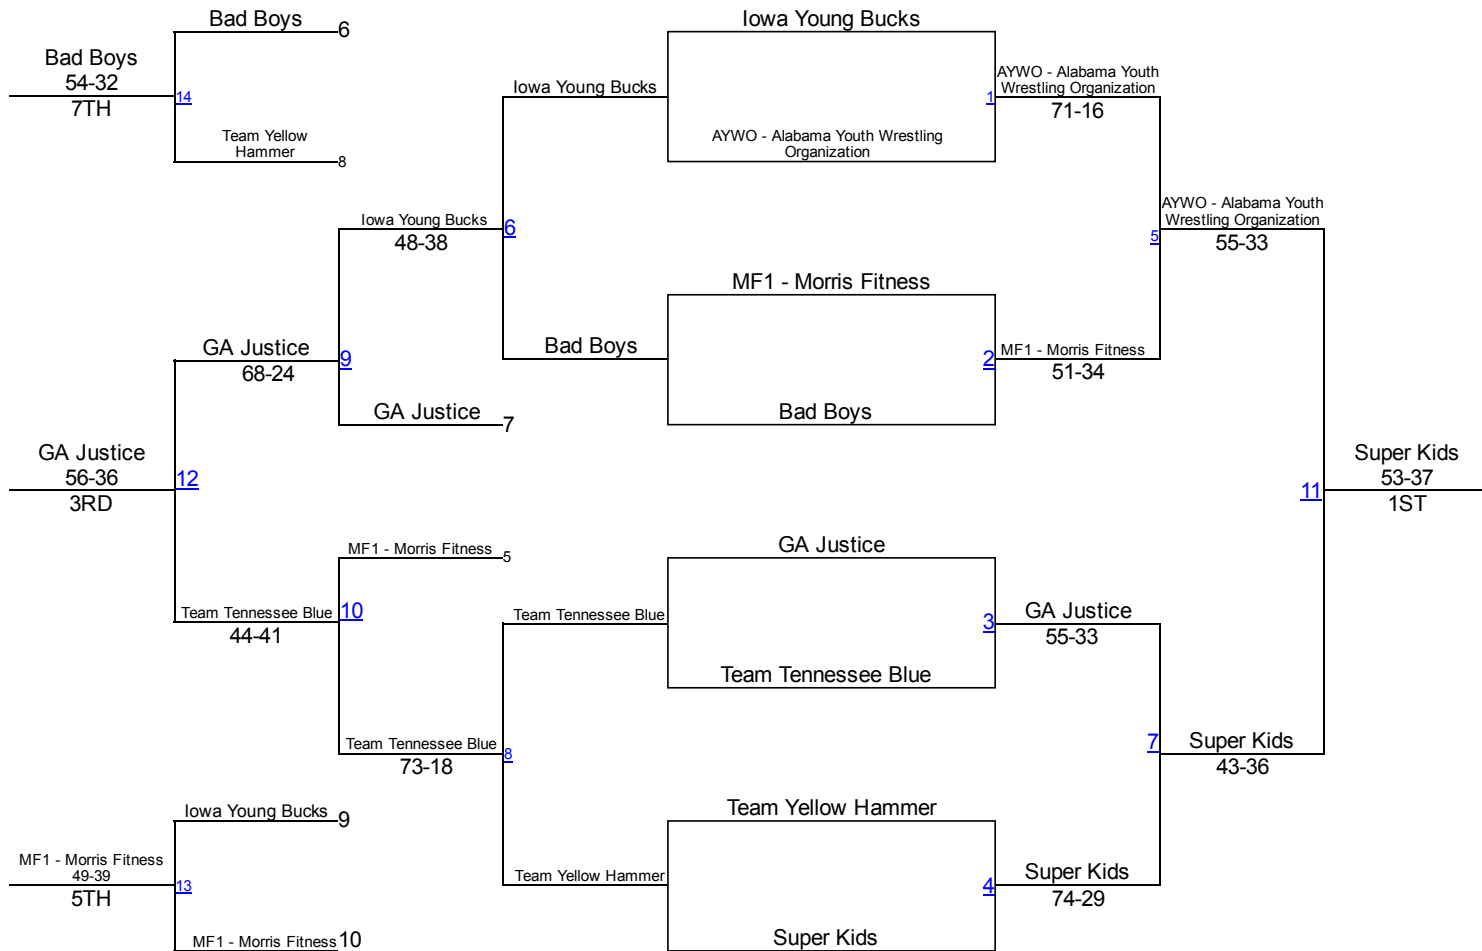 Bad Boys
6
Iowa Young Bucks
Bad Boys
54-32
7TH
14
Iowa Young Bucks
1
AYWO - Alabama Youth
Wrestling Organization
71-16
Team Yellow
Hammer
8
AYWO - Alabama Youth Wrestling
Organization
Iowa Young Bucks
48-38
6
AYWO - Alabama Youth
Wrestling Organization
55-33
5
MF1 - Morris Fitness
GA Justice
68-24
9
Bad Boys
2
MF1 - Morris Fitness
51-34
GA Justice
7
Bad Boys
GA Justice
56-36
3RD
12
11
Super Kids
53-37
1ST
MF1 - Morris Fitness
5
GA Justice
Team Tennessee Blue
44-41
10
Team Tennessee Blue
3
GA Justice
55-33
Team Tennessee Blue
Team Tennessee Blue
73-18
8
7
Super Kids
43-36
Iowa Young Bucks
9
Team Yellow Hammer
MF1 - Morris Fitness
49-39
5TH
13
Team Yellow Hammer
4
Super Kids
74-29
MF1 - Morris Fitness
10
Super Kids